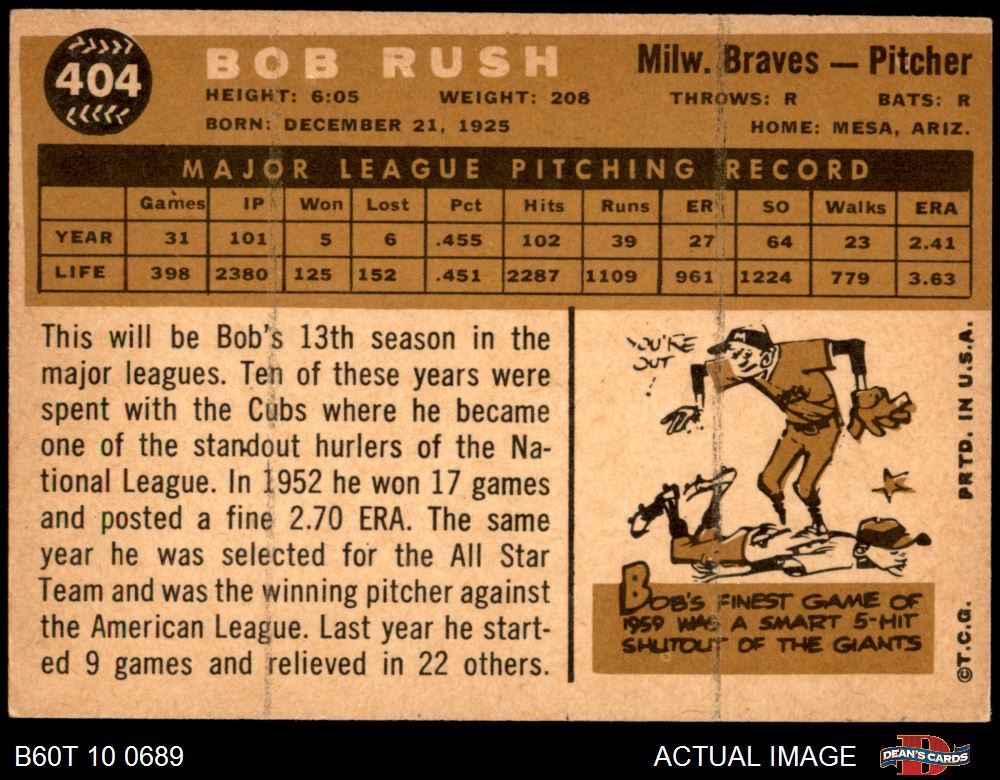 404
BOB RUSH
Milw. Braves — Pitcher
HEIGHT: 6:05 WEIGHT: 208 THROWS: R BATS: R
BORN: DECEMBER 21, 1925 HOME: MESA, ARIZ.
MAJOR LEAGUE PITCHING RECORD
Games IP Won Lost Pct Hits Runs ER SO Walks ERA
YEAR 31 101 5 6 .455 102 39 27 64 23 2.41
LIFE 398 2380 125 152 .451 2287 1109 961 1224 779 3.63
This will be Bob's 13th season in the
major leagues. Ten of these years were
spent with the Cubs where he became
one of the standout hurlers of the Na-
tional League. In 1952 he won 17 games
and posted a fine 2.70 ERA. The same
year he was selected for the All Star
Team and was the winning pitcher against
the American League. Last year he start-
ed 9 games and relieved in 22 others.
YOU'RE
OUT
!
M
BOB'S FINEST GAME OF
1959 WAS A SMART 5-HIT
SHUTOUT OF THE GIANTS
©T.C.G. PRTD. IN U.S.A.
B60T 10 0689 ACTUAL IMAGE
DEAN'S CARDS